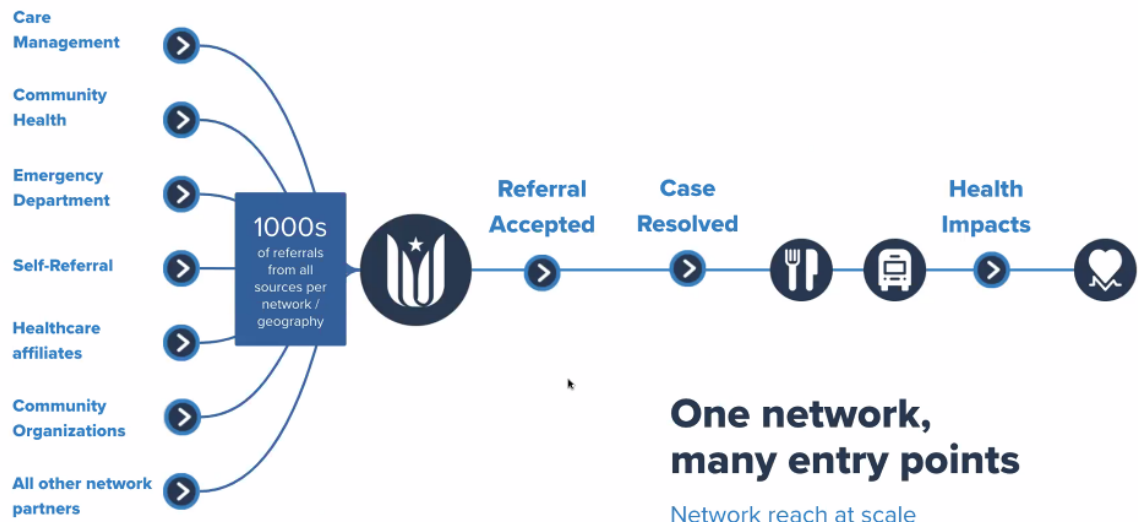 Care
Management
Community
Health
Emergency
Department
Self-Referral
Healthcare
affiliates
Community
Organizations
All other network
partners
1000s
of referrals
from all
sources per
network /
geography
Referral
Accepted
Case
Resolved
Health
Impacts
One network,
many entry points
Network reach at scale